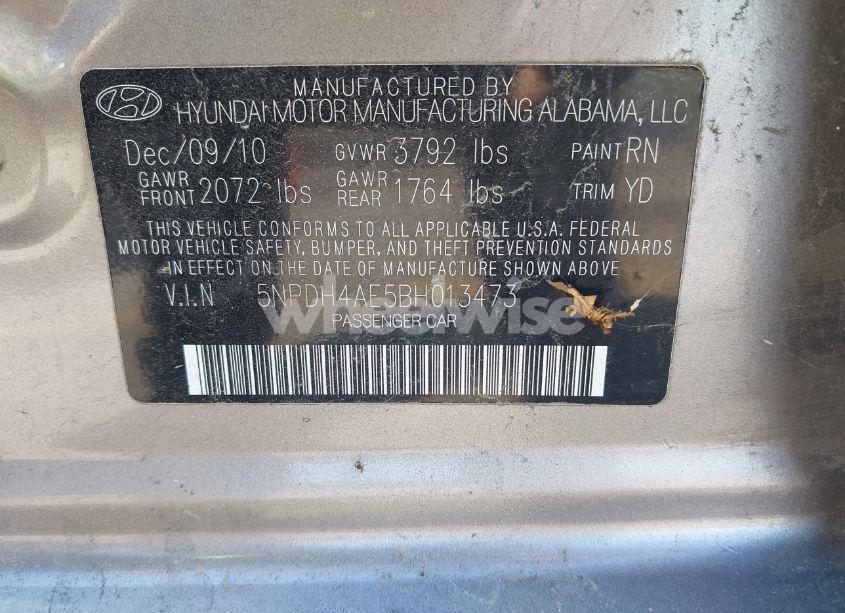 MANUFACTURED BY
HYUNDAI MOTOR MANUFACTURING ALABAMA, LLC
Dec/09/10 GVWR 3792 lbs PAINT RN
GAWR FRONT 2072 lbs GAWR REAR 1764 lbs TRIM YD
THIS VEHICLE CONFORMS TO ALL APPLICABLE U.S.A. FEDERAL
MOTOR VEHICLE SAFETY, BUMPER, AND THEFT PREVENTION STANDARDS
IN EFFECT ON THE DATE OF MANUFACTURE SHOWN ABOVE
V.I.N 5NPDH4AE5BH013473
wheelwise
PASSENGER CAR